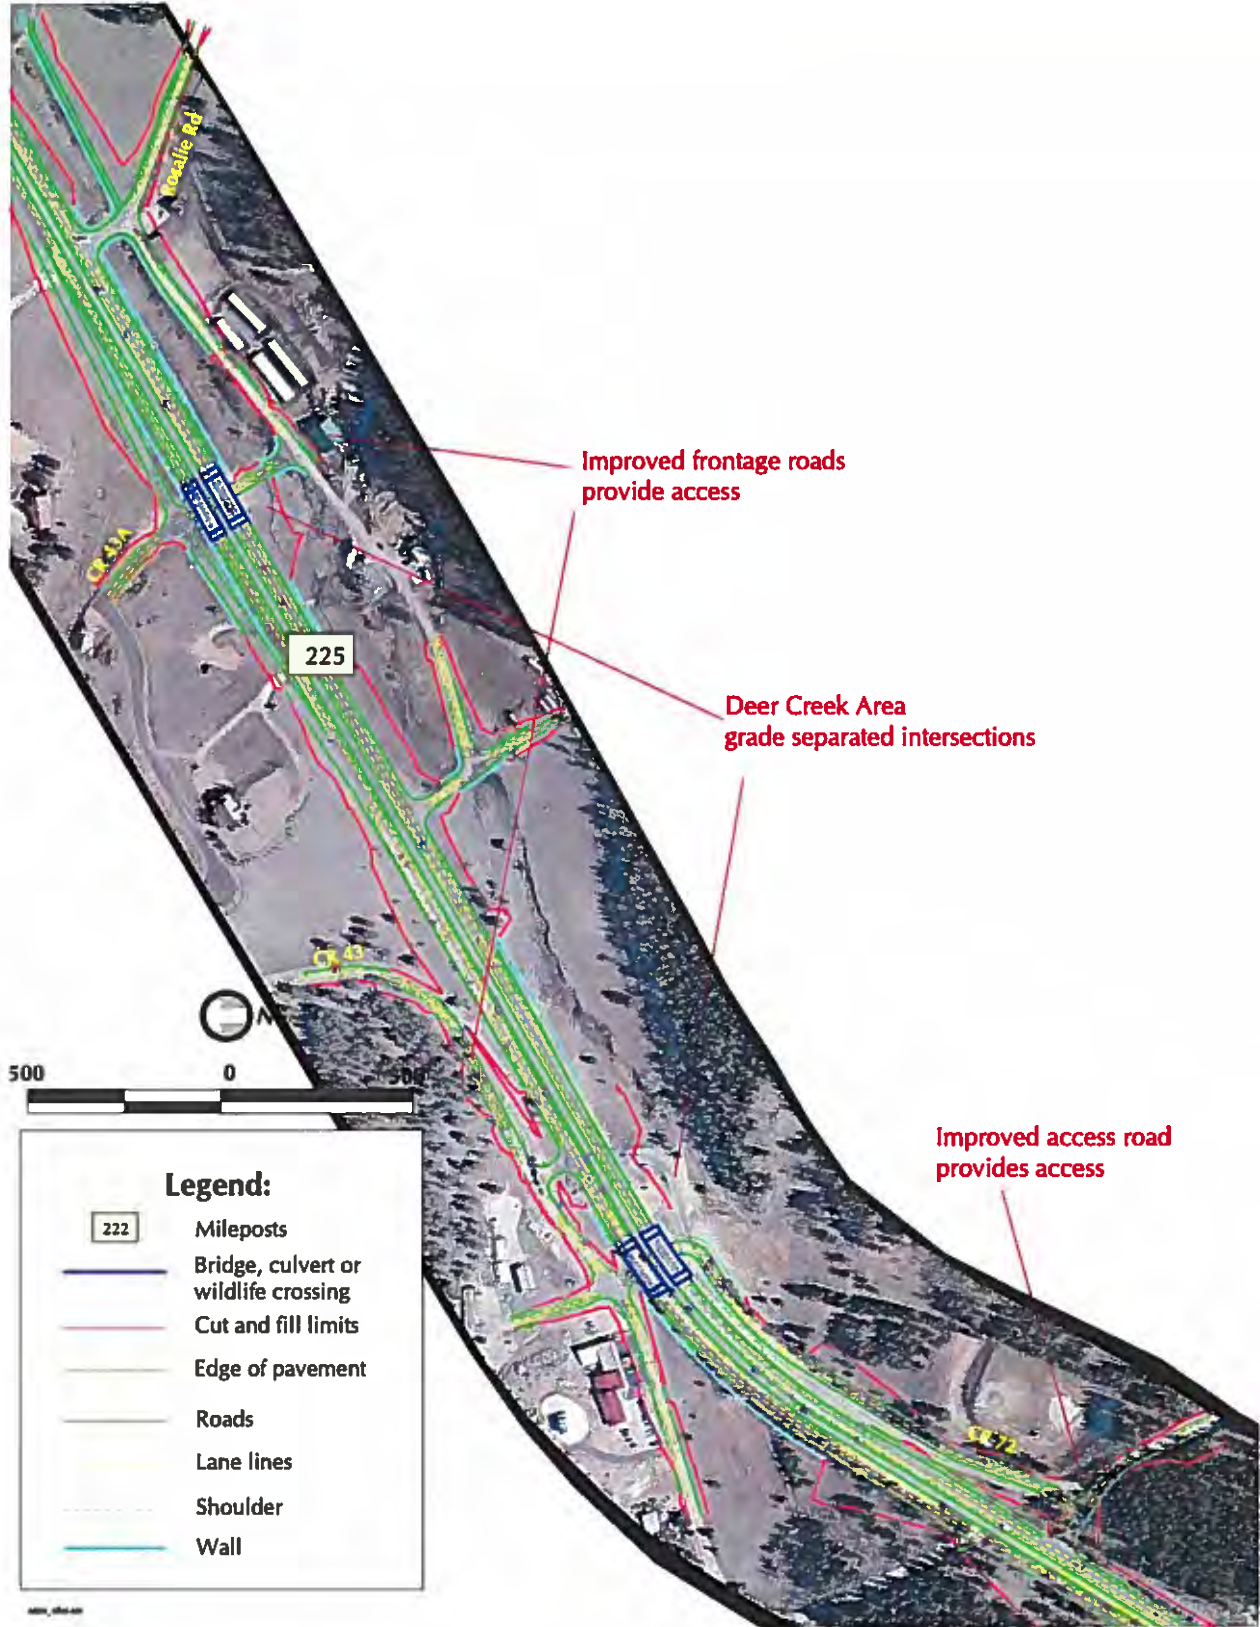 Rosalie Rd
Improved frontage roads
provide access
CR 43A
225
Deer Creek Area
grade separated intersections
CR 43
N
500
0
500
Improved access road
provides access
Legend:
222
Mileposts
Bridge, culvert or
wildlife crossing
Cut and fill limits
Edge of pavement
Roads
Lane lines
Shoulder
Wall
CR 72